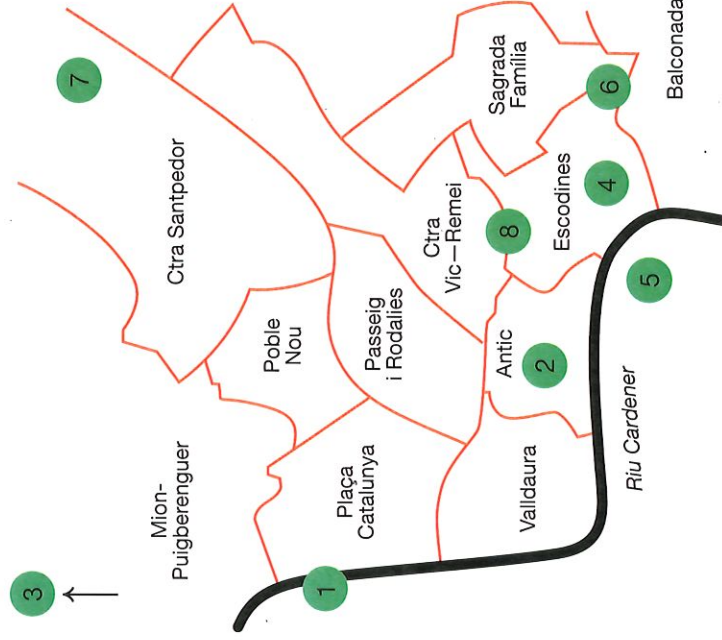 3
7
Mion-
Puigberenguer
Ctra Santpedor
Poble
Nou
1
Plaça
Catalunya
Passeig
i Rodalies
Ctra
Vic–Remei
Sagrada
Família
8
Valldaura
Antic
2
Escodines
4
6
5
Riu Cardener
Balconada